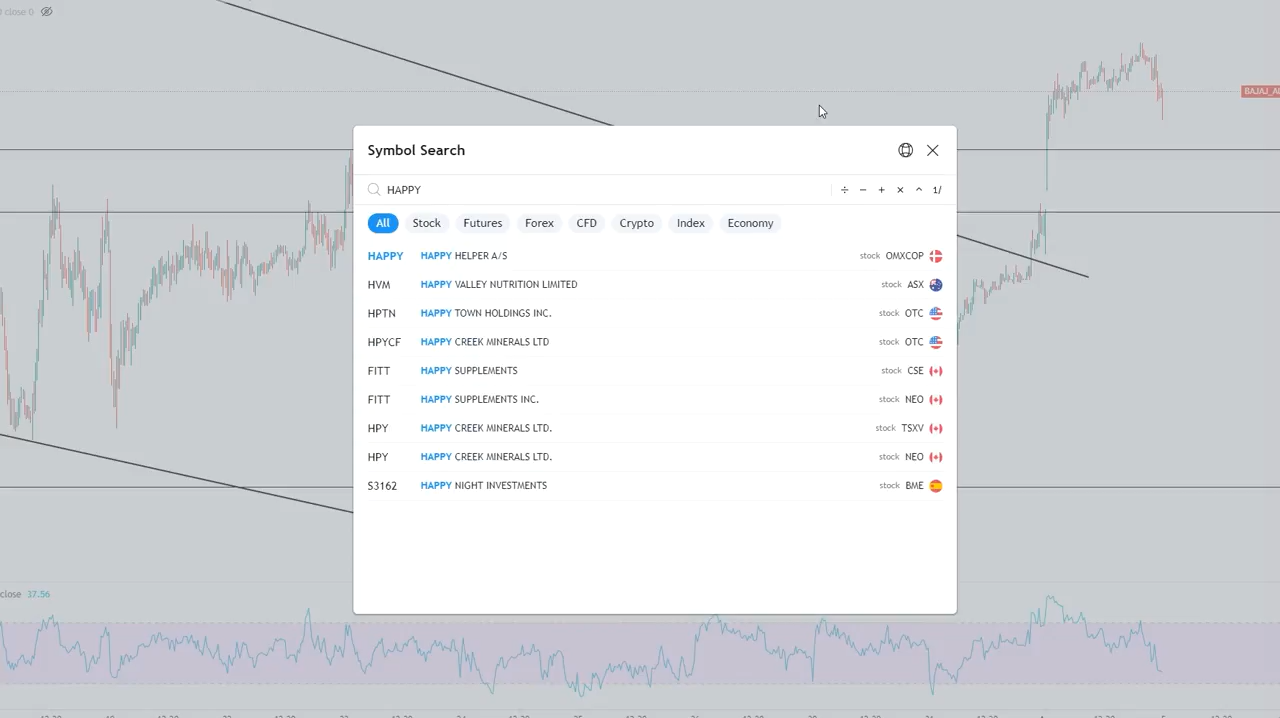 close 0
BAJAJ_A
Symbol Search
HAPPY ÷ − + × ^ 1/
All Stock Futures Forex CFD Crypto Index Economy
HAPPY HAPPY HELPER A/S stock OMXCOP
HVM HAPPY VALLEY NUTRITION LIMITED stock ASX
HPTN HAPPY TOWN HOLDINGS INC. stock OTC
HPYCF HAPPY CREEK MINERALS LTD stock OTC
FITT HAPPY SUPPLEMENTS stock CSE
FITT HAPPY SUPPLEMENTS INC. stock NEO
HPY HAPPY CREEK MINERALS LTD. stock TSXV
HPY HAPPY CREEK MINERALS LTD. stock NEO
S3162 HAPPY NIGHT INVESTMENTS stock BME
close 37.56